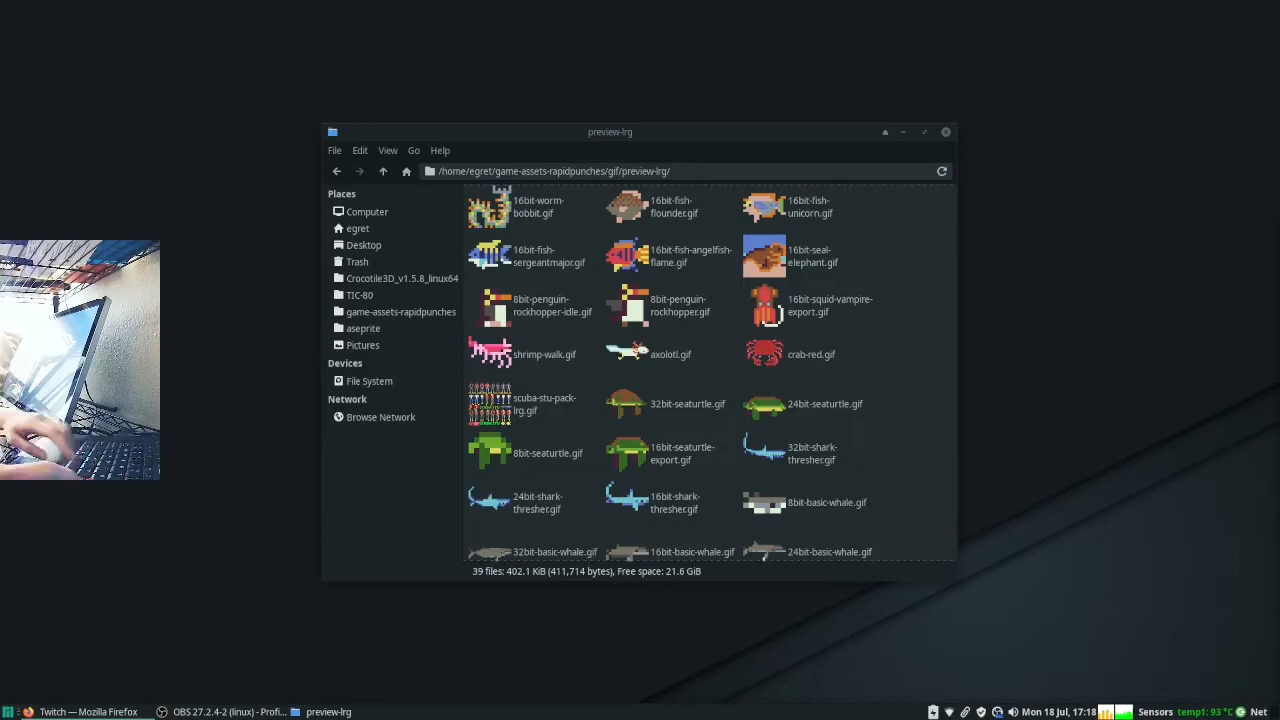 preview-lrg
File Edit View Go Help
/home/egret/game-assets-rapidpunches/gif/preview-lrg/
Places
Computer
egret
Desktop
Trash
Crocotile3D_v1.5.8_linux64
TIC-80
game-assets-rapidpunches
aseprite
Pictures
Devices
File System
Network
Browse Network
16bit-worm-
bobbit.gif
16bit-fish-
flounder.gif
16bit-fish-
unicorn.gif
16bit-fish-
sergeantmajor.gif
16bit-fish-angelfish-
flame.gif
16bit-seal-
elephant.gif
8bit-penguin-
rockhopper-idle.gif
8bit-penguin-
rockhopper.gif
16bit-squid-vampire-
export.gif
shrimp-walk.gif
axolotl.gif
crab-red.gif
scuba-stu-pack-
lrg.gif
32bit-seaturtle.gif
24bit-seaturtle.gif
8bit-seaturtle.gif
16bit-seaturtle-
export.gif
32bit-shark-
thresher.gif
24bit-shark-
thresher.gif
16bit-shark-
thresher.gif
8bit-basic-whale.gif
32bit-basic-whale.gif
16bit-basic-whale.gif
24bit-basic-whale.gif
39 files: 402.1 KiB (411,714 bytes), Free space: 21.6 GiB
Twitch — Mozilla Firefox
OBS 27.2.4-2 (linux) - Profi...
preview-lrg
Mon 18 Jul, 17:18
Sensors temp1: 93 °C
Net